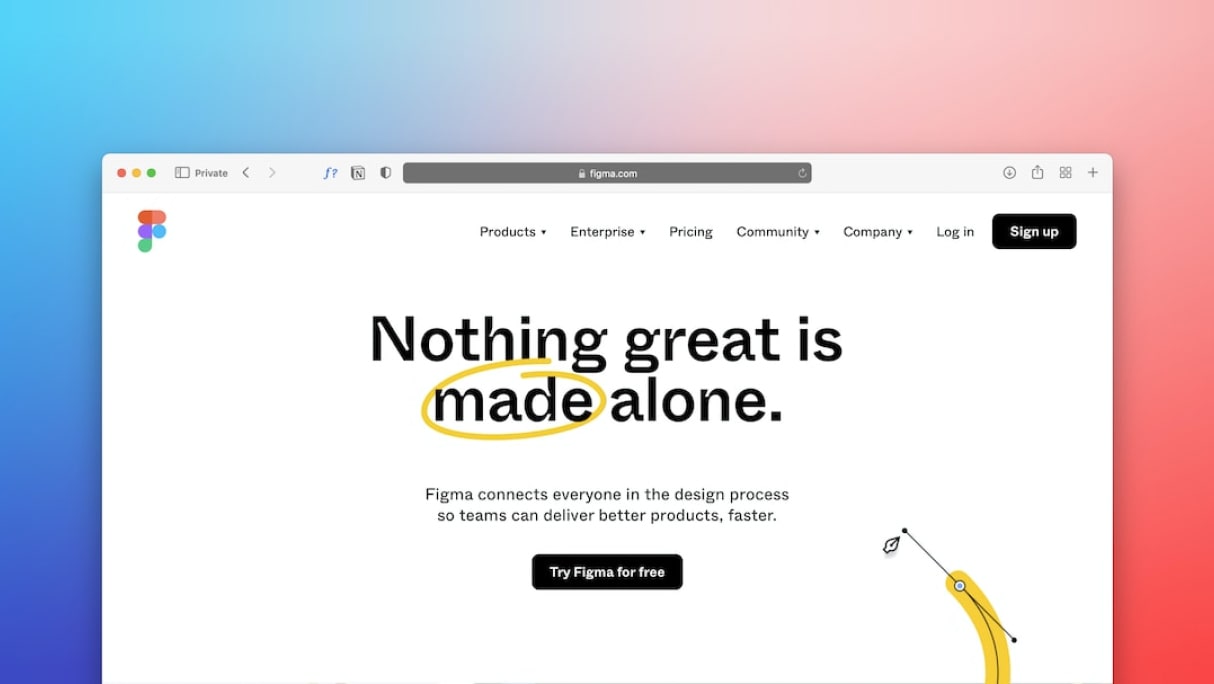 Private
f?
N
figma.com
Products
Enterprise
Pricing
Community
Company
Log in
Sign up
Nothing great is
made alone.
Figma connects everyone in the design process
so teams can deliver better products, faster.
Try Figma for free